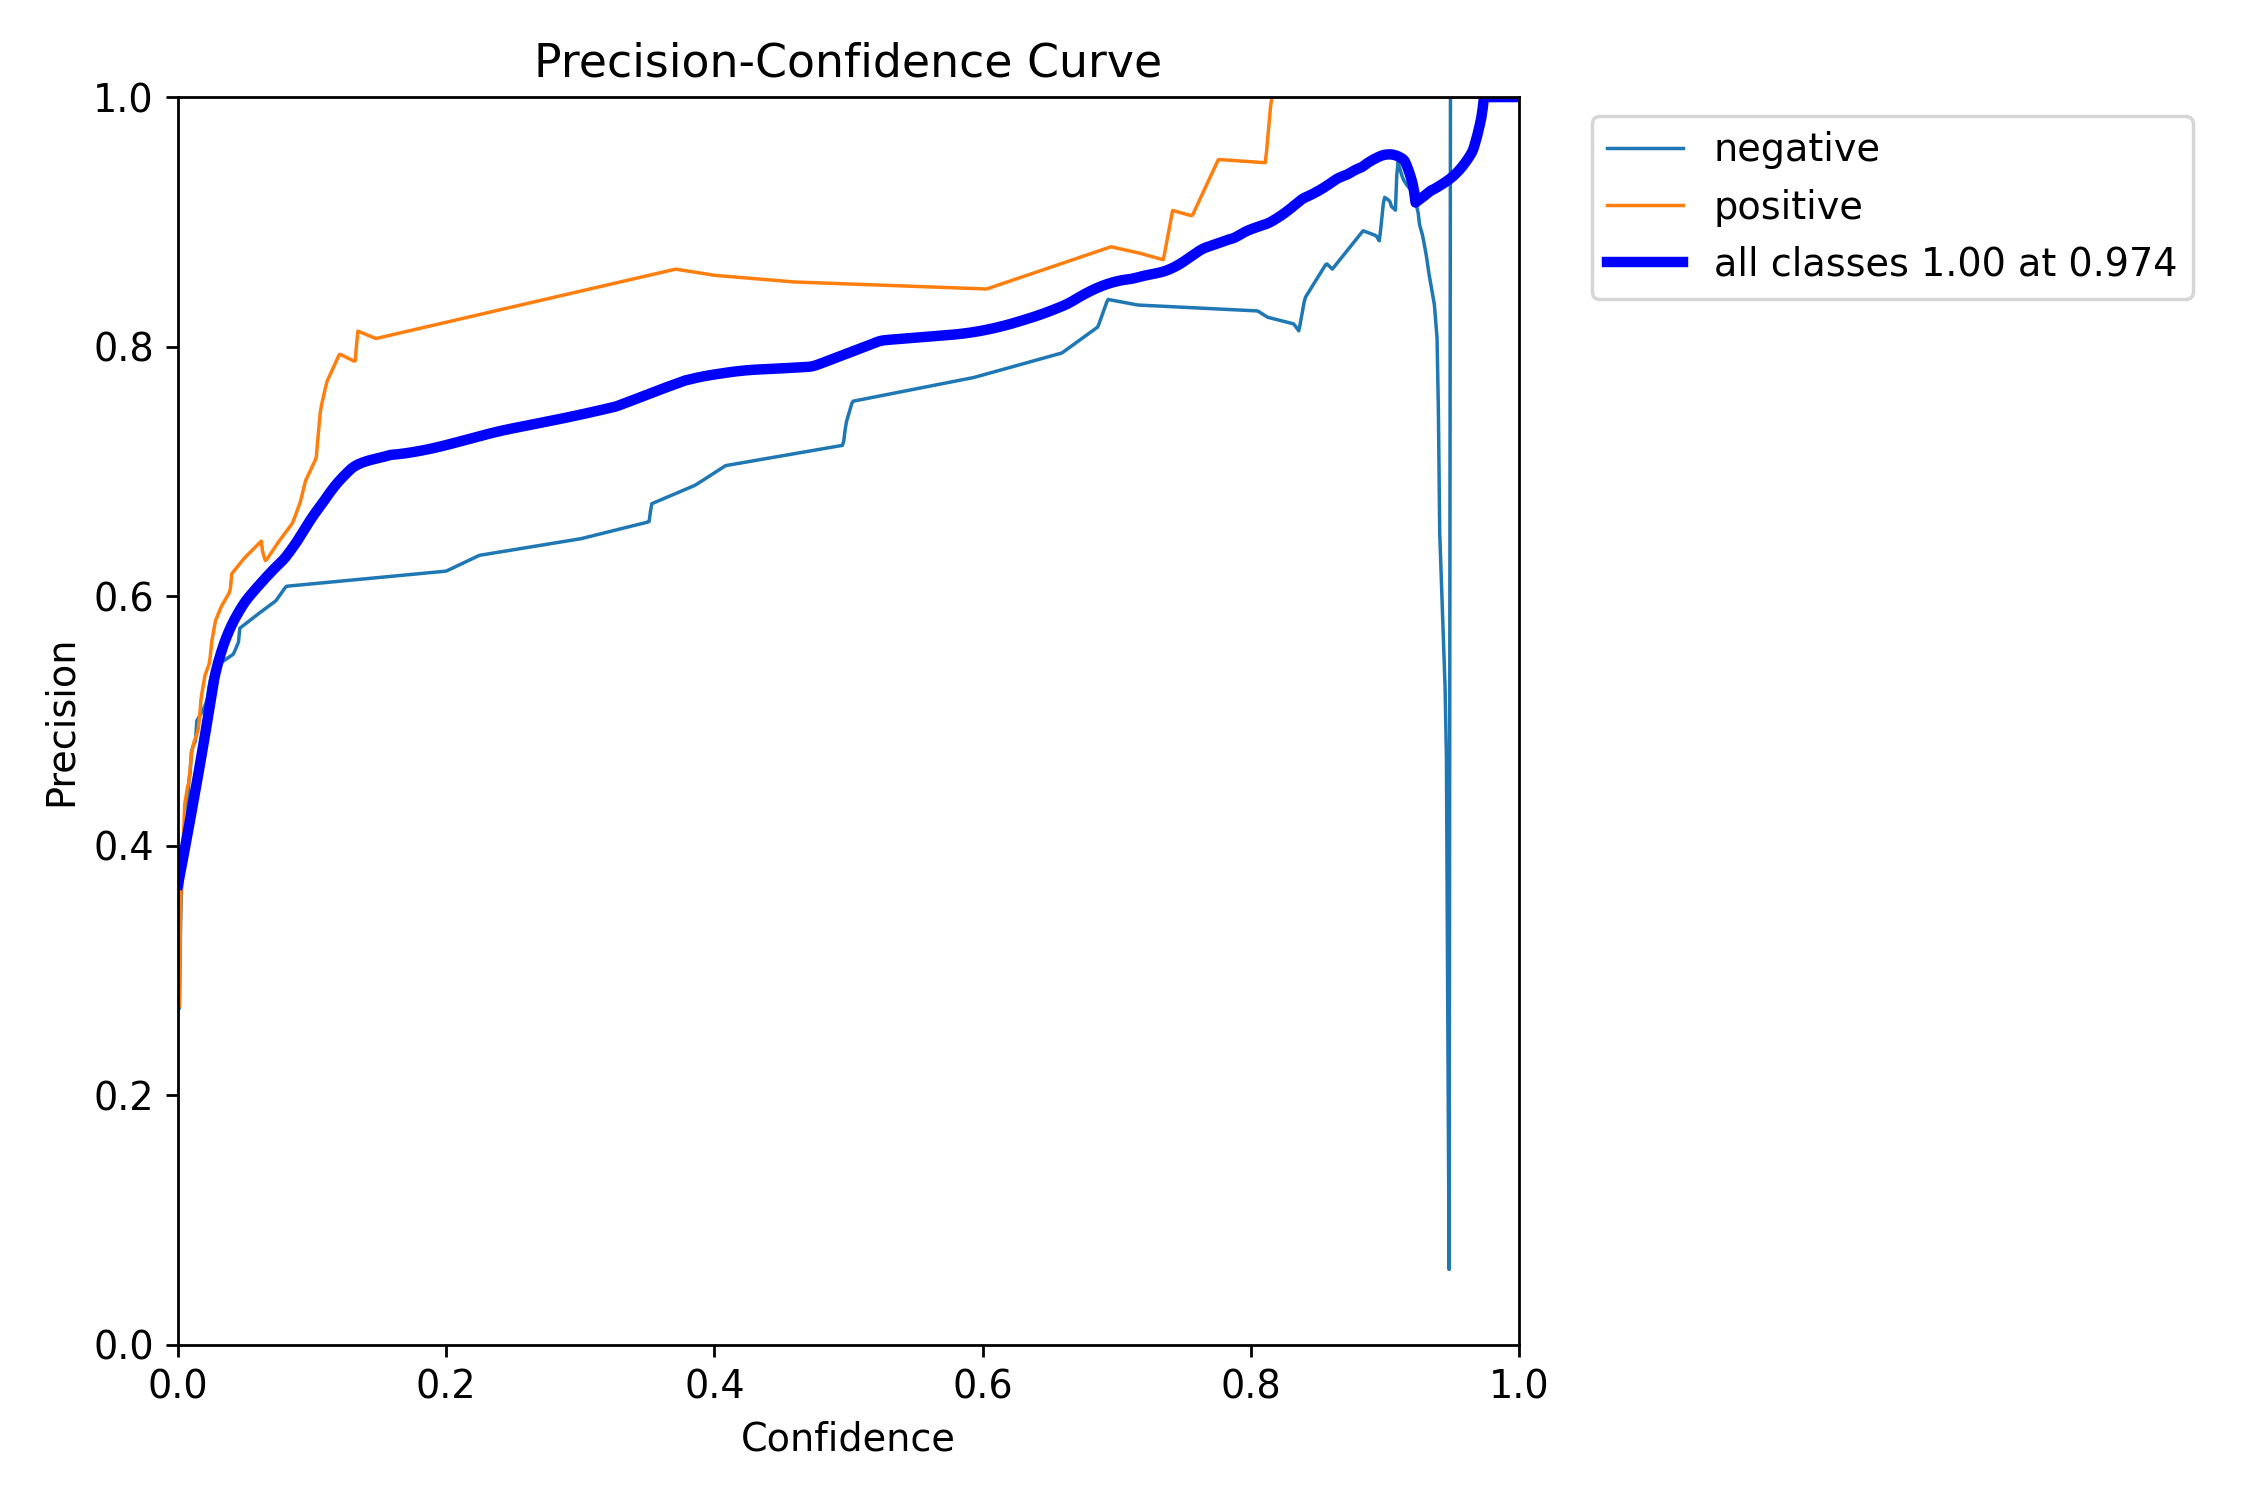 Precision-Confidence Curve
1.0
0.8
0.6
0.4
0.2
0.0
Precision
0.0 0.2 0.4 0.6 0.8 1.0
Confidence
negative
positive
all classes 1.00 at 0.974